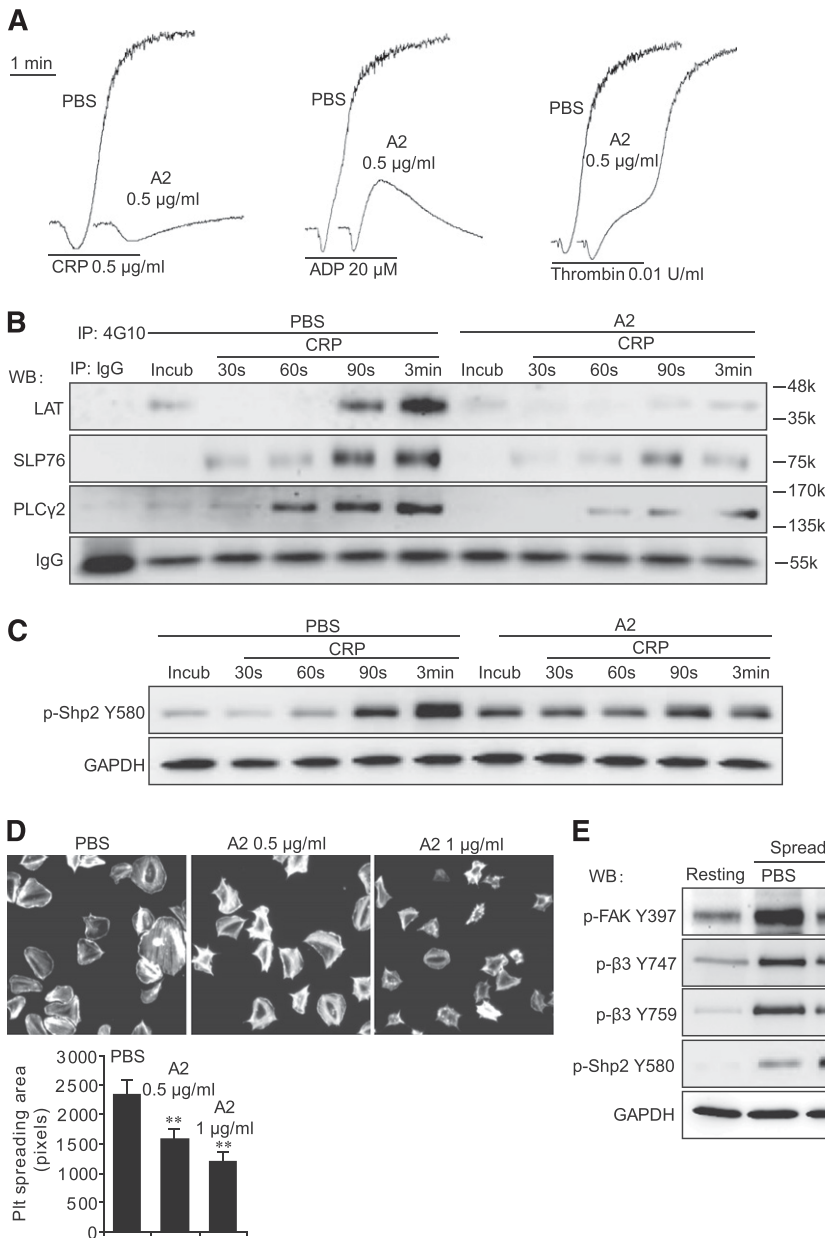 A
1 min
PBS
A2
0.5 µg/ml
CRP 0.5 µg/ml
PBS
A2
0.5 µg/ml
ADP 20 µM
PBS
A2
0.5 µg/ml
Thrombin 0.01 U/ml
B
IP: 4G10 PBS A2
CRP CRP
WB: IP: IgG Incub 30s 60s 90s 3min Incub 30s 60s 90s 3min
LAT —48k
—35k
SLP76 —75k
PLCγ2 —170k
—135k
IgG —55k
C
PBS A2
CRP CRP
Incub 30s 60s 90s 3min Incub 30s 60s 90s 3min
p-Shp2 Y580
GAPDH
D
PBS A2 0.5 µg/ml A2 1 µg/ml
Plt spreading area
(pixels)
3000
2500
2000
1500
1000
500
0
PBS
A2
0.5 µg/ml
**
A2
1 µg/ml
**
E
Spread
WB: Resting PBS
p-FAK Y397
p-β3 Y747
p-β3 Y759
p-Shp2 Y580
GAPDH